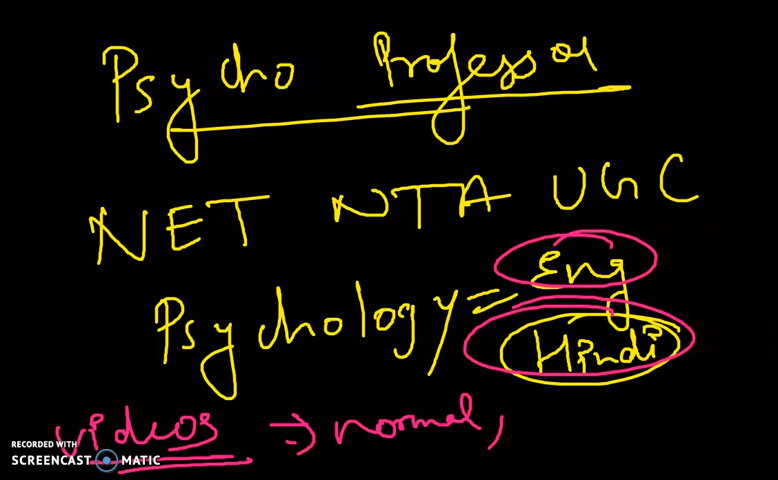 Psycho Professor
NET NTA UGC
Psychology = Eng
Hindi
videos → normal,
RECORDED WITH
SCREENCAST MATIC